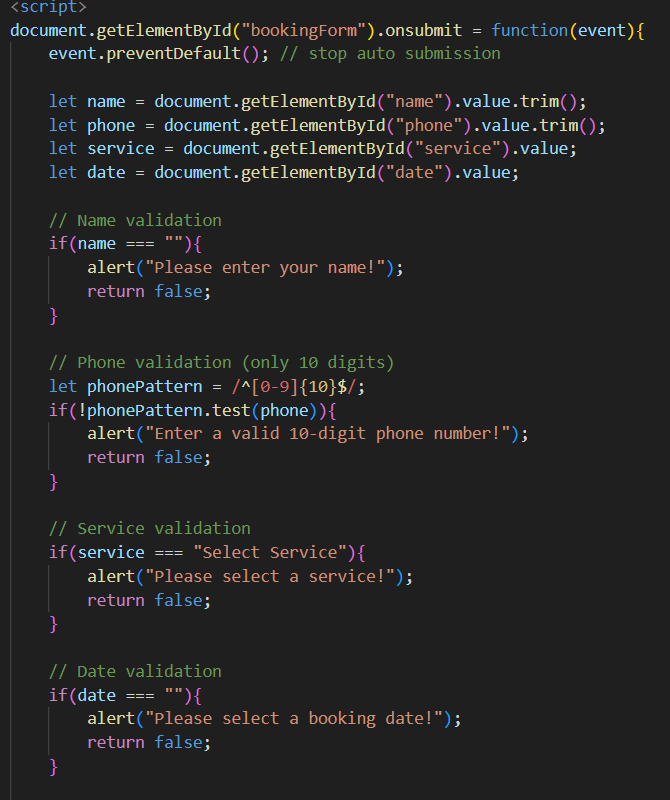 <script>
document.getElementById("bookingForm").onsubmit = function(event){
    event.preventDefault(); // stop auto submission

    let name = document.getElementById("name").value.trim();
    let phone = document.getElementById("phone").value.trim();
    let service = document.getElementById("service").value;
    let date = document.getElementById("date").value;

    // Name validation
    if(name === ""){
        alert("Please enter your name!");
        return false;
    }

    // Phone validation (only 10 digits)
    let phonePattern = /^[0-9]{10}$/;
    if(!phonePattern.test(phone)){
        alert("Enter a valid 10-digit phone number!");
        return false;
    }

    // Service validation
    if(service === "Select Service"){
        alert("Please select a service!");
        return false;
    }

    // Date validation
    if(date === ""){
        alert("Please select a booking date!");
        return false;
    }